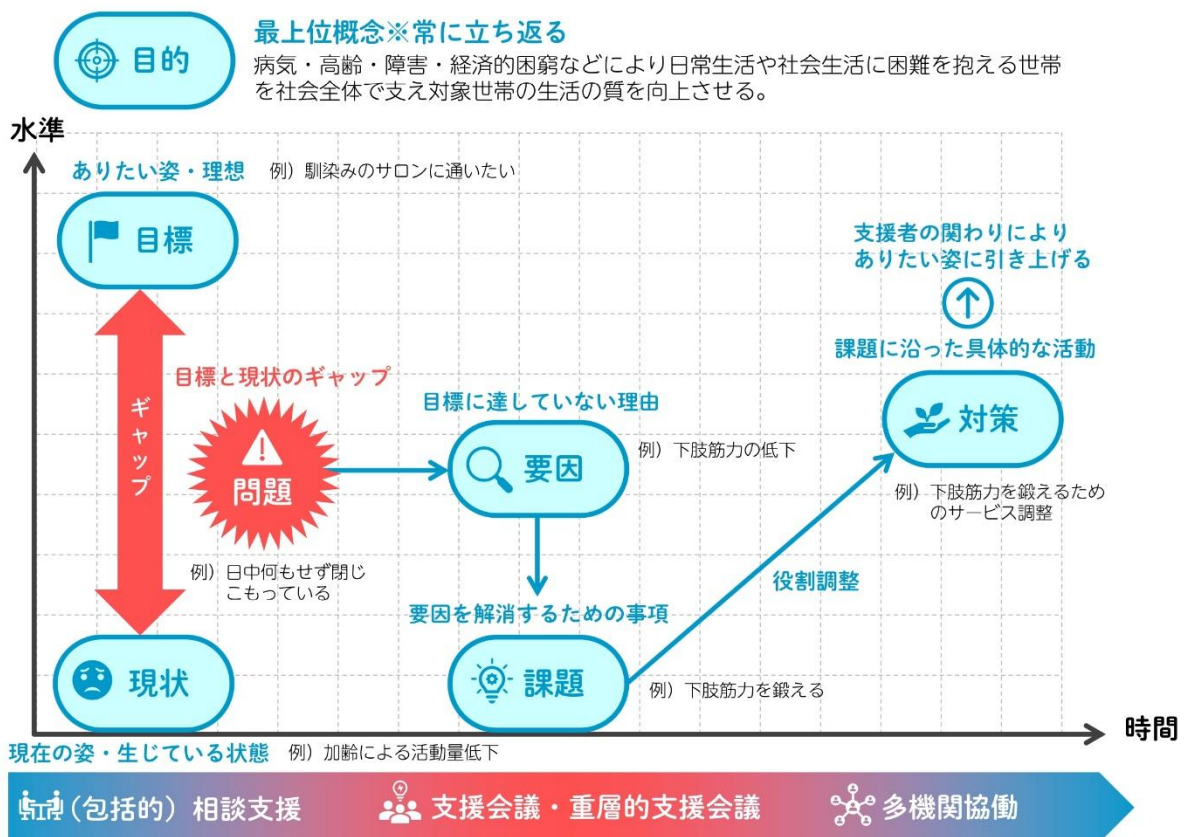 目的
最上位概念※常に立ち返る
病気・高齢・障害・経済的困窮などにより日常生活や社会生活に困難を抱える世帯
を社会全体で支え対象世帯の生活の質を向上させる。
水準
ありたい姿・理想
例）馴染みのサロンに通いたい
目標
支援者の関わりにより
ありたい姿に引き上げる
課題に沿った具体的な活動
対策
例）下肢筋力を鍛えるため
のサービス調整
ギャップ
目標と現状のギャップ
問題
例）日中何もせず閉じ
こもっている
目標に達していない理由
要因
例）下肢筋力の低下
役割調整
要因を解消するための事項
課題
例）下肢筋力を鍛える
現状
時間
現在の姿・生じている状態
例）加齢による活動量低下
(包括的）相談支援
支援会議・重層的支援会議
多機関協働